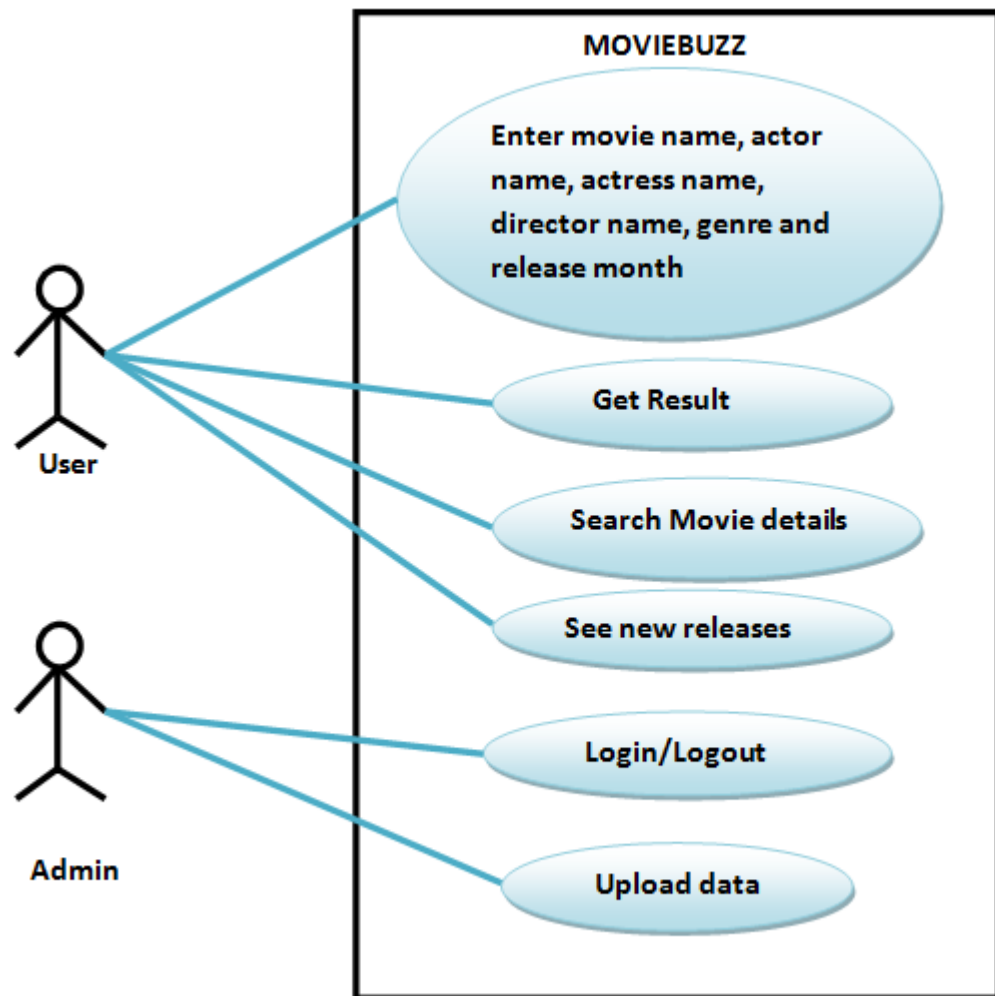 MOVIEBUZZ
Enter movie name, actor
name, actress name,
director name, genre and
release month
Get Result
User
Search Movie details
See new releases
Login/Logout
Admin
Upload data